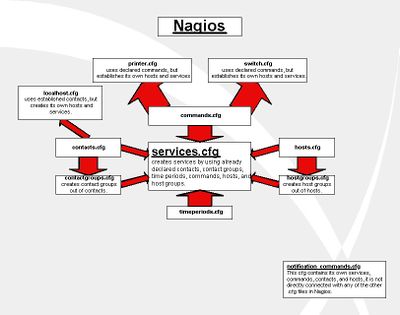 Nagios
printer.cfg
uses declared commands, but
establishes its own hosts and services
switch.cfg
uses declared commands, but
establishes its own hosts and services.
localhost.cfg
uses established contacts, but
creates its own hosts and
services.
commands.cfg
contacts.cfg
services.cfg
creates services by using already
declared contacts, contact groups,
time periods, commands, hosts, and
host groups.
hosts.cfg
contactgroups.cfg
creates contact groups
out of contacts.
hostgroups.cfg
creates host groups
out of hosts.
timeperiods.cfg
notification_commands.cfg
This cfg contains its own services,
commands, contacts, and hosts, it is not
directly connected with any of the other
.cfg files in Nagios.